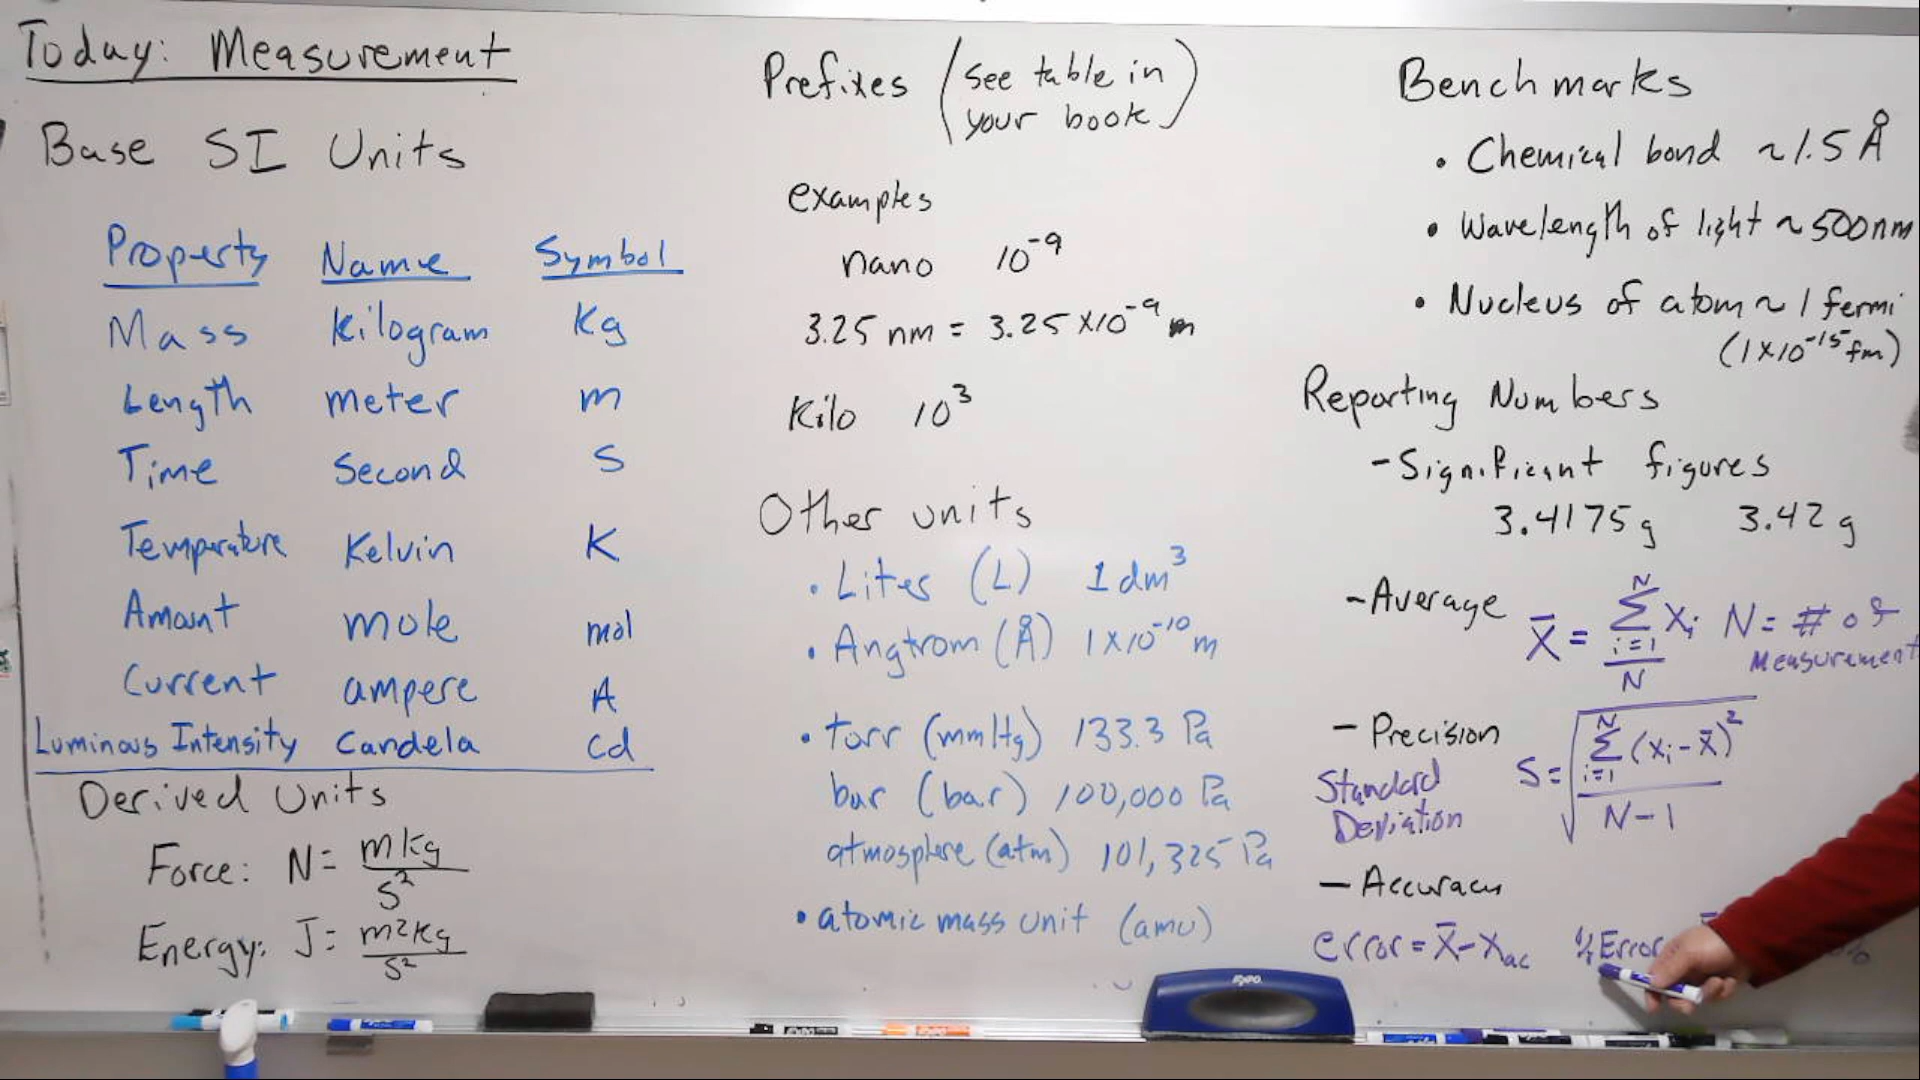 Today: Measurement
Base SI Units
Property Name Symbol
Mass Kilogram Kg
Length meter m
Time Second S
Temperature Kelvin K
Amount mole mol
Current ampere A
Luminous Intensity Candela Cd
Derived Units
Force: N = mkg/s²
Energy: J = m²kg/s²
Prefixes (see table in
your book)
examples
nano 10⁻⁹
3.25 nm = 3.25 x10⁻⁹ m
Kilo 10³
Other units
• Liter (L) 1 dm³
• Angtrom (Å) 1x10⁻¹⁰ m
• torr (mmHg) 133.3 Pa
bar (bar) 100,000 Pa
atmosphere (atm) 101,325 Pa
• atomic mass unit (amu)
Benchmarks
• Chemical bond ~1.5 Å
• Wavelength of light ~500nm
• Nucleus of atom ~ 1 fermi
(1x10⁻¹⁵ fm)
Reporting Numbers
- Significant figures
3.4175g 3.42g
- Average X̄ = Σᵢ₌₁ᴺ Xᵢ / N N = # of
Measurement
- Precision
Standard
Deviation
S = √(Σᵢ₌₁ᴺ (xᵢ - x̄)² / N-1)
- Accuracy
error = X̄ - Xac % Error
expo